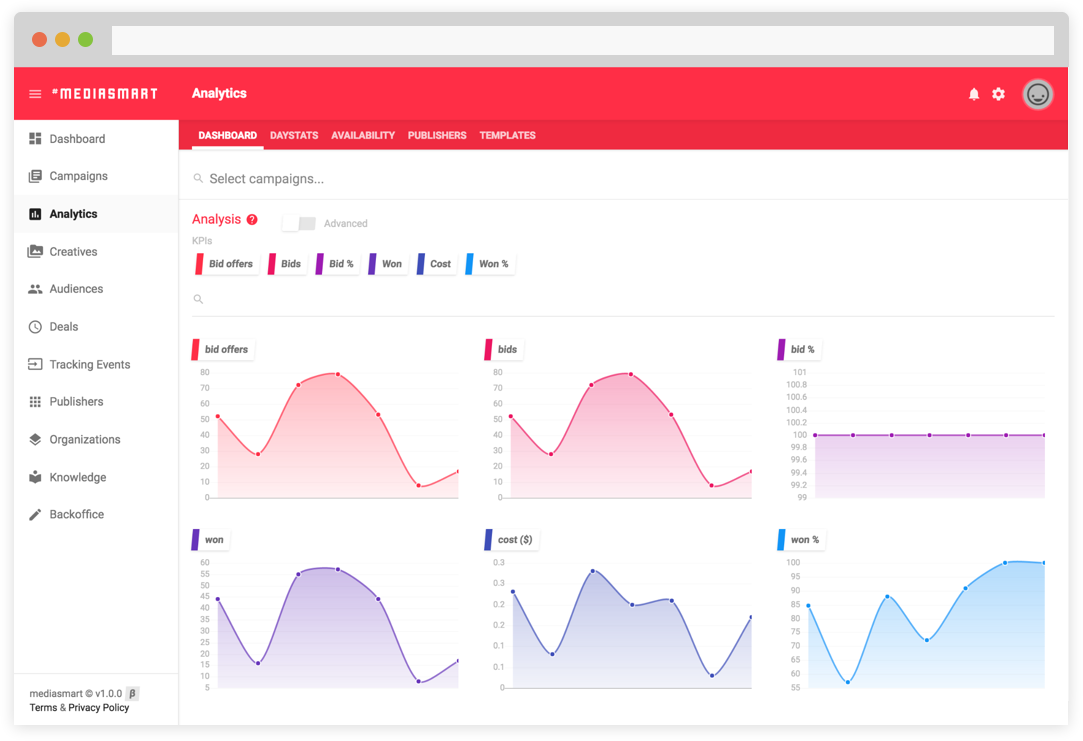 #MEDIASMART
Analytics
Dashboard
Campaigns
Analytics
Creatives
Audiences
Deals
Tracking Events
Publishers
Organizations
Knowledge
Backoffice
mediasmart © v1.0.0 β
Terms & Privacy Policy
DASHBOARD DAYSTATS AVAILABILITY PUBLISHERS TEMPLATES
Select campaigns...
Analysis ? Advanced
KPIs
Bid offers Bids Bid % Won Cost Won %
bid offers
80
70
60
50
40
30
20
10
0
bids
80
70
60
50
40
30
20
10
0
bid %
101
100.8
100.6
100.4
100.2
100
99.8
99.6
99.4
99.2
99
won
60
55
50
45
40
35
30
25
20
15
10
5
cost ($)
0.3
0.3
0.2
0.2
0.1
0.1
0
won %
100
95
90
85
80
75
70
65
60
55